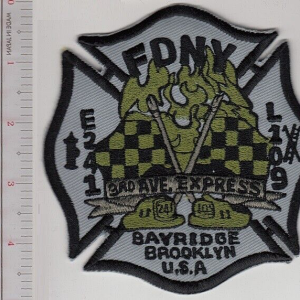 FDNY
E
241
L
109
3RD AVE. EXPRESS
241
109
BAYRIDGE
BROOKLYN
U.S.A